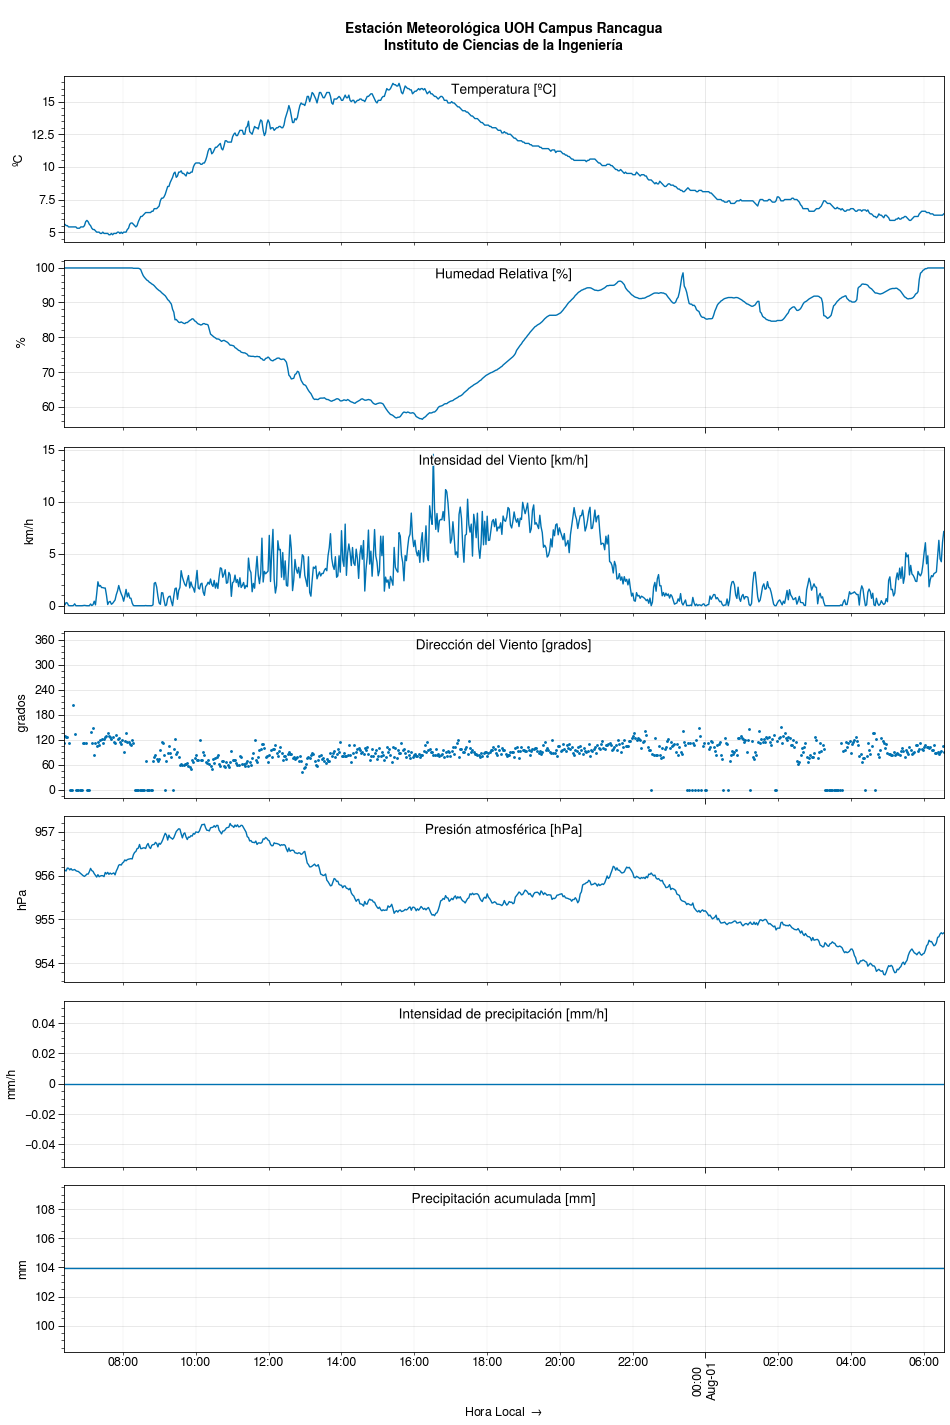 Estación Meteorológica UOH Campus Rancagua
Instituto de Ciencias de la Ingeniería
Temperatura [ºC]
15
12.5
10
7.5
5
ºC
Humedad Relativa [%]
100
90
80
70
60
%
Intensidad del Viento [km/h]
15
10
5
0
km/h
Dirección del Viento [grados]
360
300
240
180
120
60
0
grados
Presión atmosférica [hPa]
957
956
955
954
hPa
Intensidad de precipitación [mm/h]
0.04
0.02
0
−0.02
−0.04
mm/h
Precipitación acumulada [mm]
108
106
104
102
100
mm
08:00 10:00 12:00 14:00 16:00 18:00 20:00 22:00 00:00 02:00 04:00 06:00
Aug-01
Hora Local →